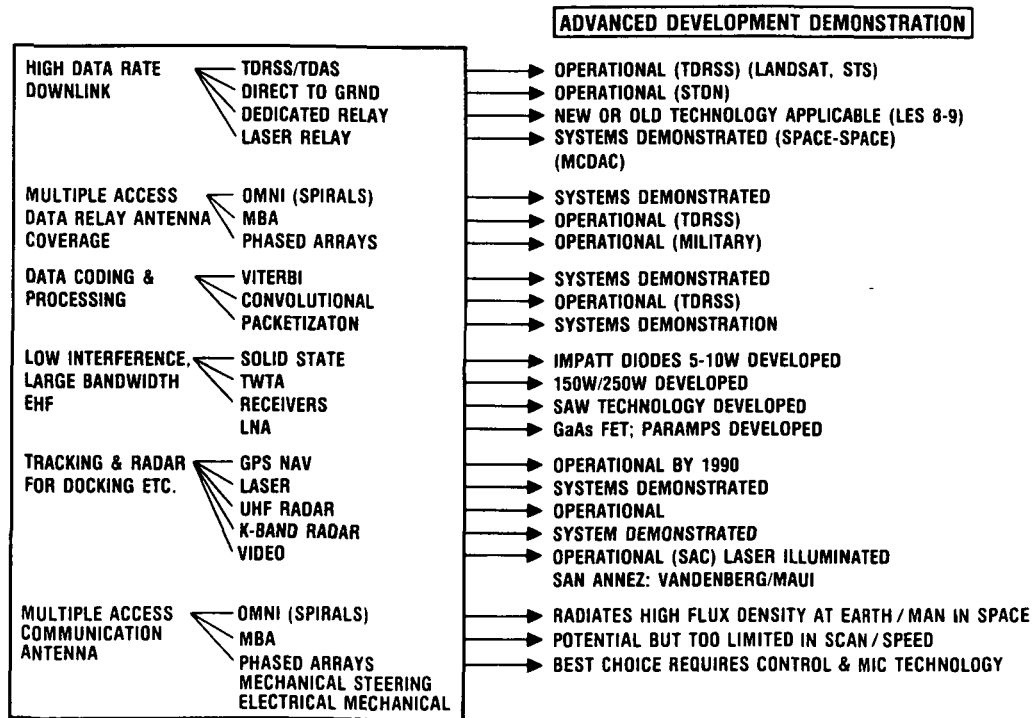 ADVANCED DEVELOPMENT DEMONSTRATION
HIGH DATA RATE TDRSS/TDAS OPERATIONAL (TDRSS) (LANDSAT, STS)
DOWNLINK DIRECT TO GRND OPERATIONAL (STDN)
DEDICATED RELAY NEW OR OLD TECHNOLOGY APPLICABLE (LES 8-9)
LASER RELAY SYSTEMS DEMONSTRATED (SPACE-SPACE)
(MCDAC)
MULTIPLE ACCESS OMNI (SPIRALS) SYSTEMS DEMONSTRATED
DATA RELAY ANTENNA MBA OPERATIONAL (TDRSS)
COVERAGE PHASED ARRAYS OPERATIONAL (MILITARY)
DATA CODING & VITERBI SYSTEMS DEMONSTRATED
PROCESSING CONVOLUTIONAL OPERATIONAL (TDRSS)
PACKETIZATON SYSTEMS DEMONSTRATION
LOW INTERFERENCE, SOLID STATE IMPATT DIODES 5-10W DEVELOPED
LARGE BANDWIDTH TWTA 150W/250W DEVELOPED
EHF RECEIVERS SAW TECHNOLOGY DEVELOPED
LNA GaAs FET; PARAMPS DEVELOPED
TRACKING & RADAR GPS NAV OPERATIONAL BY 1990
FOR DOCKING ETC. LASER SYSTEMS DEMONSTRATED
UHF RADAR OPERATIONAL
K-BAND RADAR SYSTEM DEMONSTRATED
VIDEO OPERATIONAL (SAC) LASER ILLUMINATED
SAN ANNEZ: VANDENBERG/MAUI
MULTIPLE ACCESS OMNI (SPIRALS) RADIATES HIGH FLUX DENSITY AT EARTH / MAN IN SPACE
COMMUNICATION MBA POTENTIAL BUT TOO LIMITED IN SCAN / SPEED
ANTENNA PHASED ARRAYS BEST CHOICE REQUIRES CONTROL & MIC TECHNOLOGY
MECHANICAL STEERING
ELECTRICAL MECHANICAL